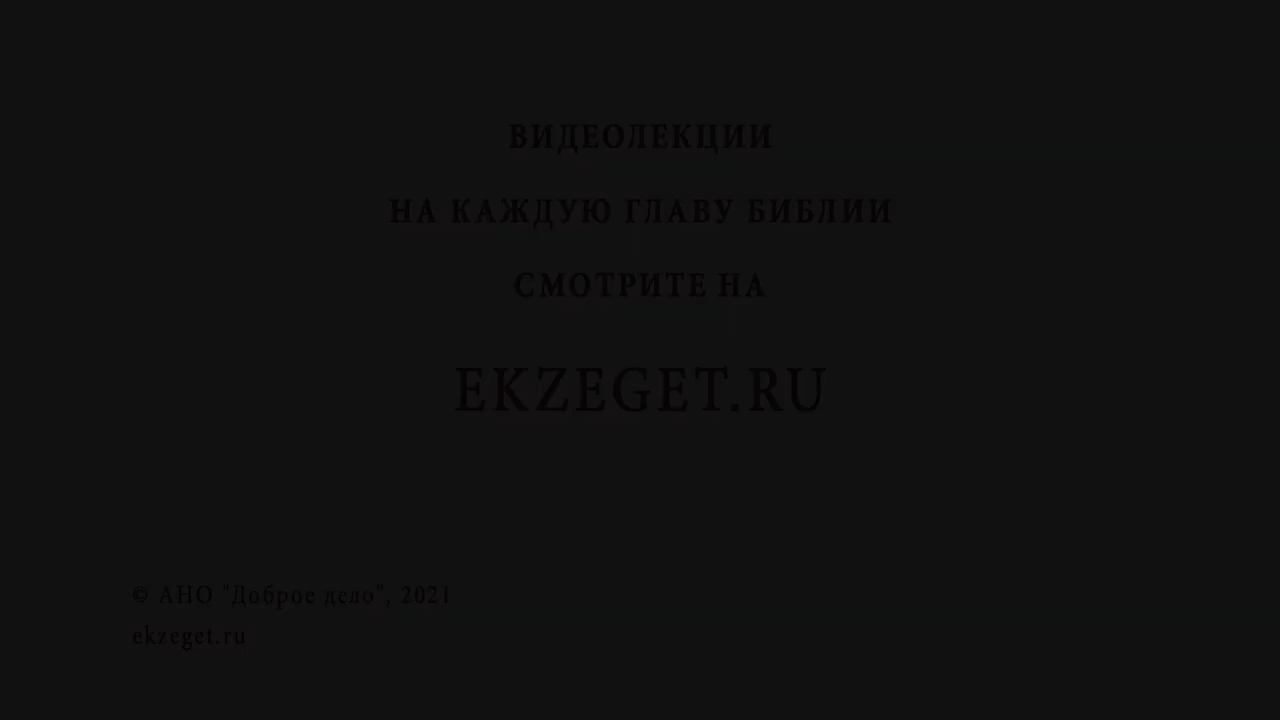 ВИДЕОЛЕКЦИИ
НА КАЖДУЮ ГЛАВУ БИБЛИИ
СМОТРИТЕ НА
EKZEGET.RU
© АНО "Доброе дело", 2021
ekzeget.ru